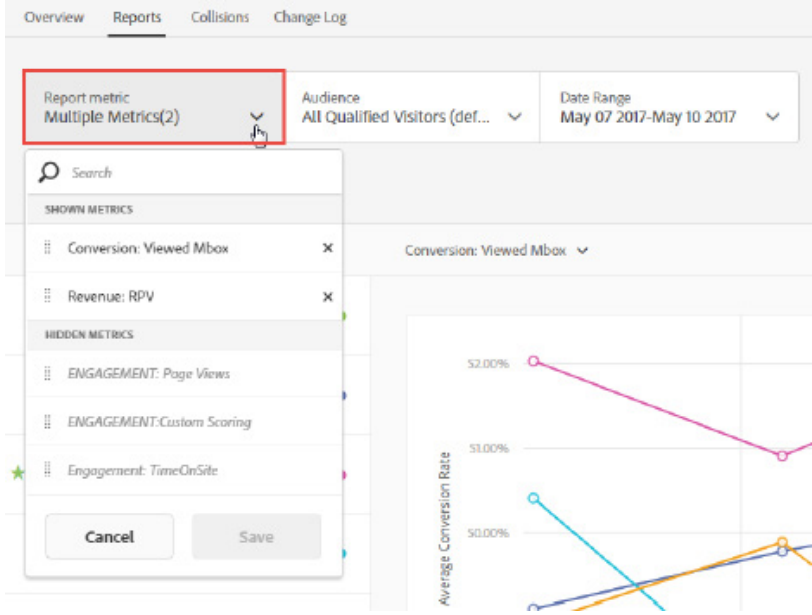 Overview Reports Collisions Change Log
Report metric
Multiple Metrics(2)
Audience
All Qualified Visitors (def...
Date Range
May 07 2017-May 10 2017
Search
SHOWN METRICS
Conversion: Viewed Mbox
Revenue: RPV
HIDDEN METRICS
ENGAGEMENT: Page Views
ENGAGEMENT:Custom Scoring
Engagement: TimeOnSite
Cancel Save
Conversion: Viewed Mbox
52.00%
51.00%
50.00%
Average Conversion Rate